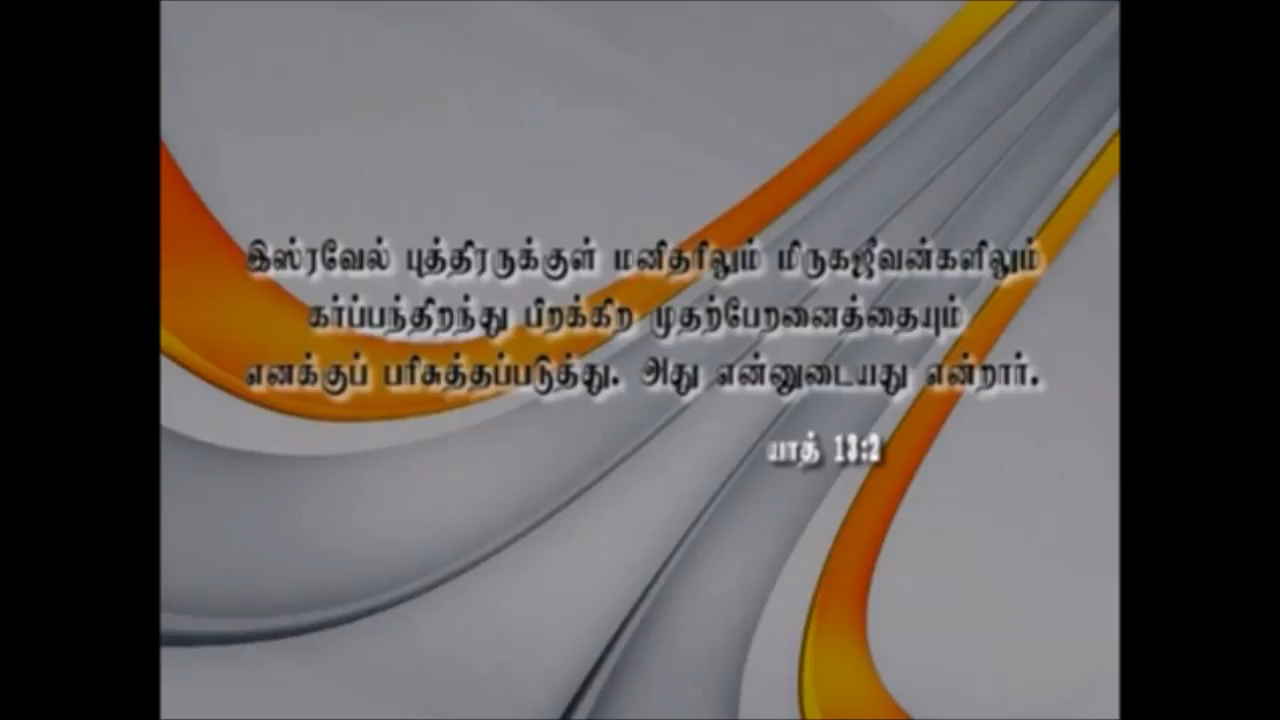 இஸ்ரவேல் புத்திரருக்குள் மனிதரிலும் மிருகஜீவன்களிலும்
கர்ப்பந்திறந்து பிறக்கிற முதற்பேறனைத்தையும்
எனக்குப் பரிசுத்தப்படுத்து. அது என்னுடையது என்றார்.
யாத் 13:2